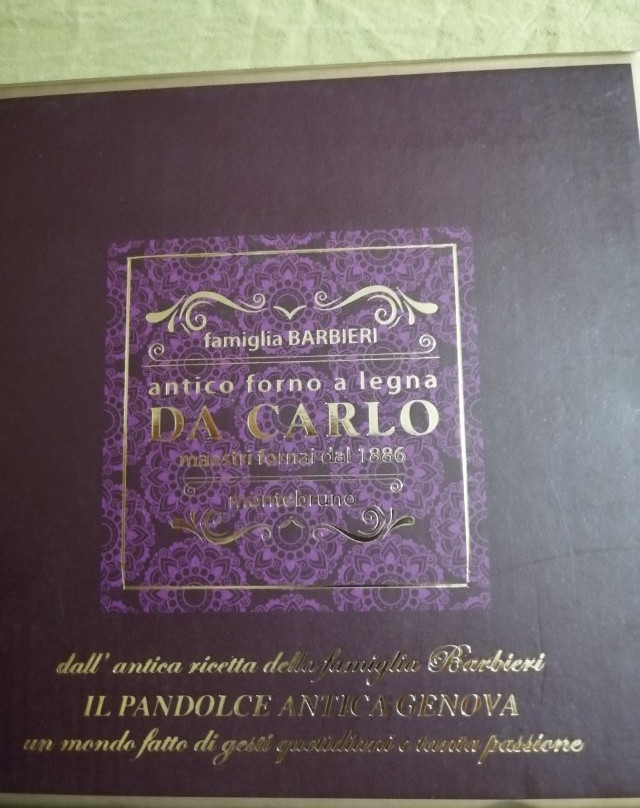 famiglia BARBIERI
antico forno a legna
DA CARLO
maestri fornai dal 1886
montebruno
dall' antica ricetta della famiglia Barbieri
IL PANDOLCE ANTICA GENOVA
un mondo fatto di gesti quotidiani e tanta passione